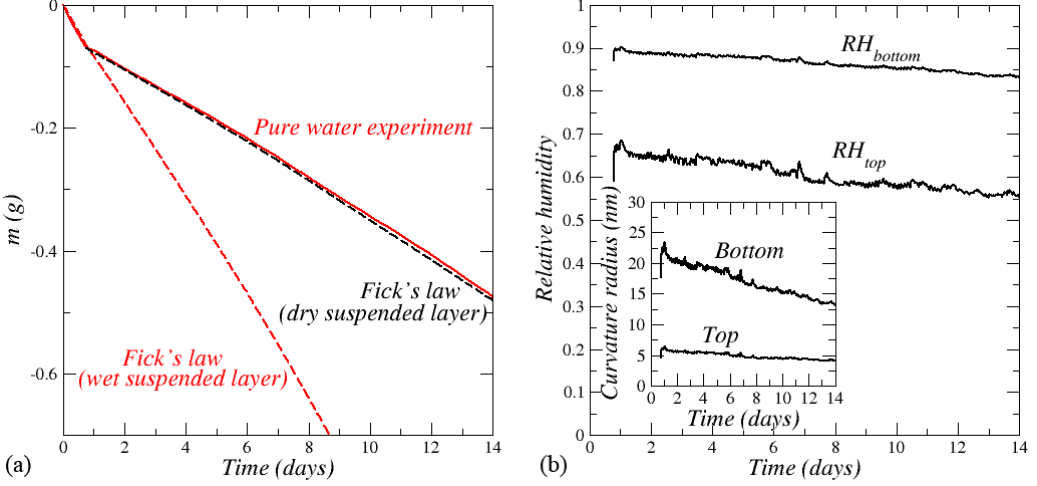 0
-0.2
-0.4
-0.6
m (g)
Pure water experiment
Fick's law
(dry suspended layer)
Fick's law
(wet suspended layer)
0 2 4 6 8 10 12 14
Time (days)
(a)
1
0.9
0.8
0.7
0.6
0.5
0.4
0.3
0.2
0.1
0
Relative humidity
RHbottom
RHtop
30
25
20
15
10
5
0
Curvature radius (nm)
Bottom
Top
0 2 4 6 8 10 12 14
Time (days)
0 2 4 6 8 10 12 14
Time (days)
(b)